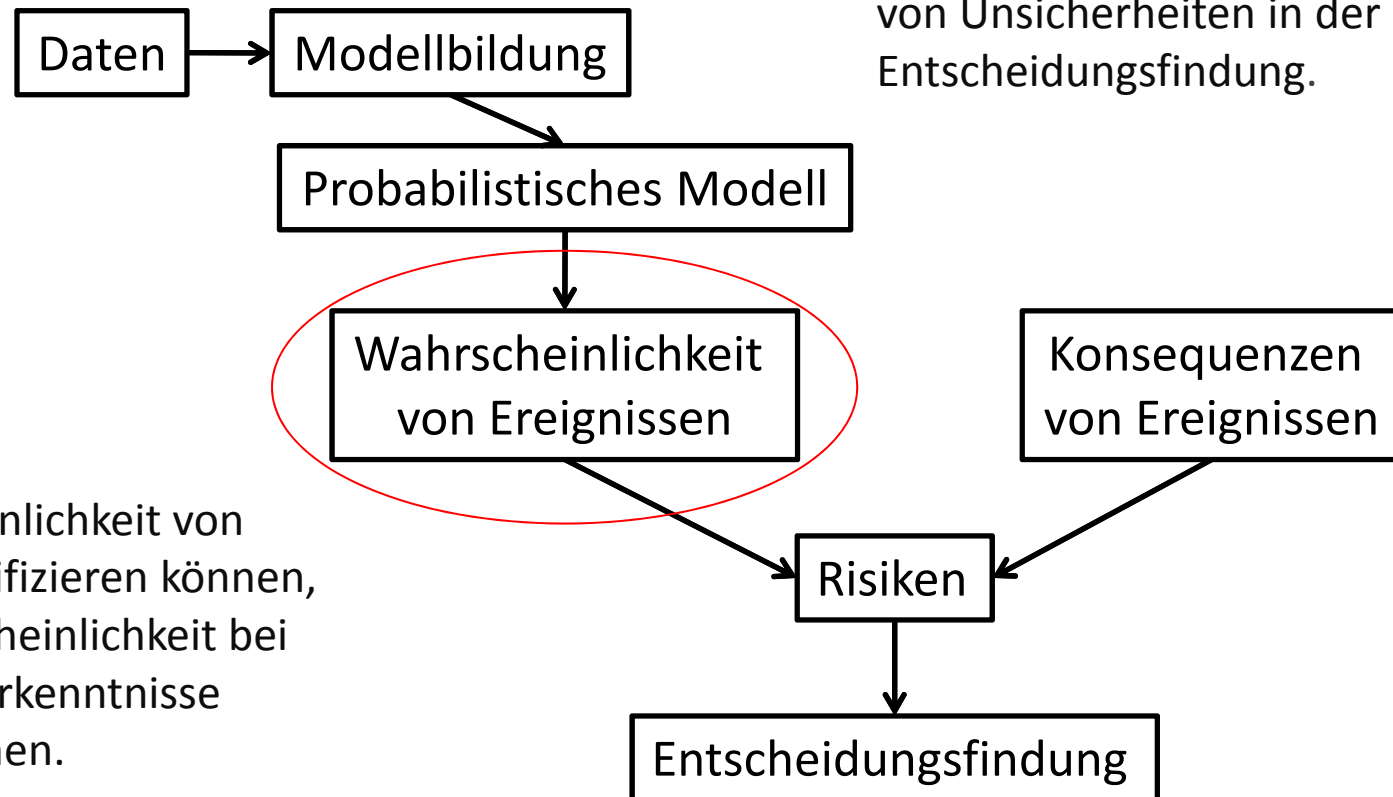 von Unsicherheiten in der
Entscheidungsfindung.
Daten
Modellbildung
Probabilistisches Modell
Wahrscheinlichkeit
von Ereignissen
Konsequenzen
von Ereignissen
nlichkeit von
ifizieren können,
heinlichkeit bei
rkenntnisse
en.
Risiken
Entscheidungsfindung